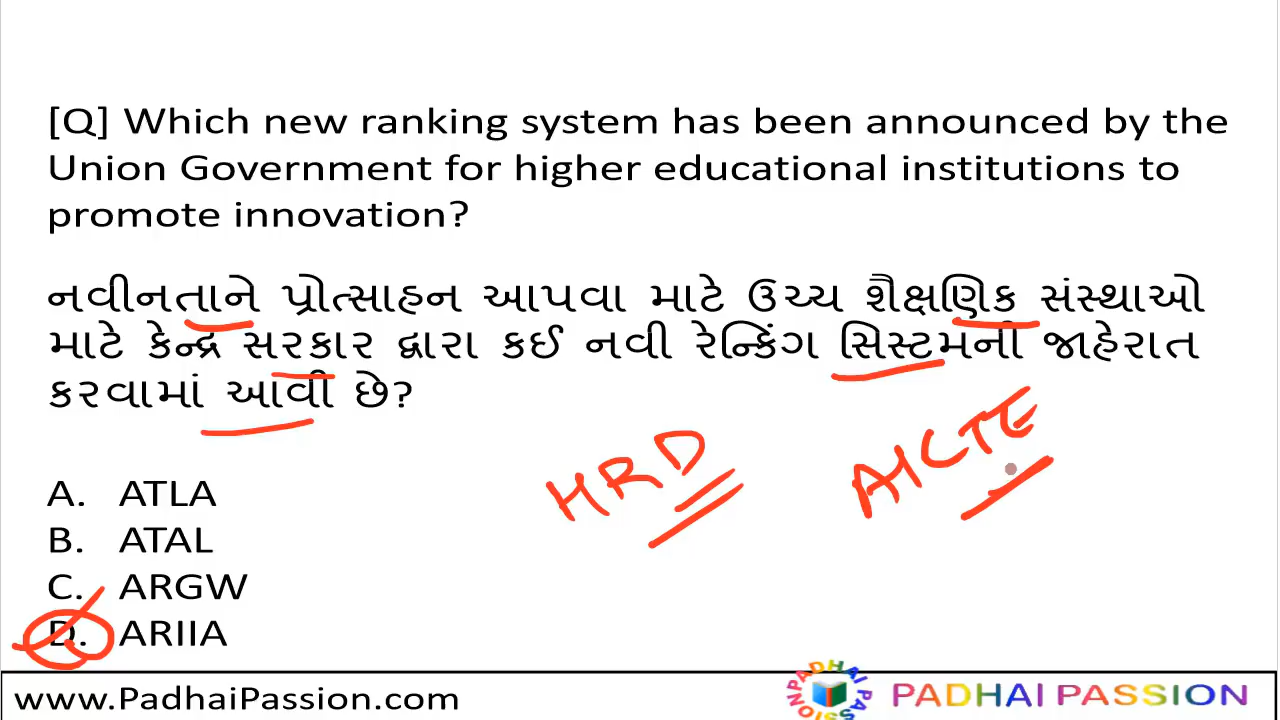 [Q] Which new ranking system has been announced by the
Union Government for higher educational institutions to
promote innovation?
નવીનતાને પ્રોત્સાહન આપવા માટે ઉચ્ચ શૈક્ષણિક સંસ્થાઓ
માટે કેન્દ્ર સરકાર દ્વારા કઈ નવી રેન્કિંગ સિસ્ટમની જાહેરાત
કરવામાં આવી છે?
HRD AICTE
A. ATLA
B. ATAL
C. ARGW
D. ARIIA
www.PadhaiPassion.com
PADHAI PASSION
PADHAI PASSION